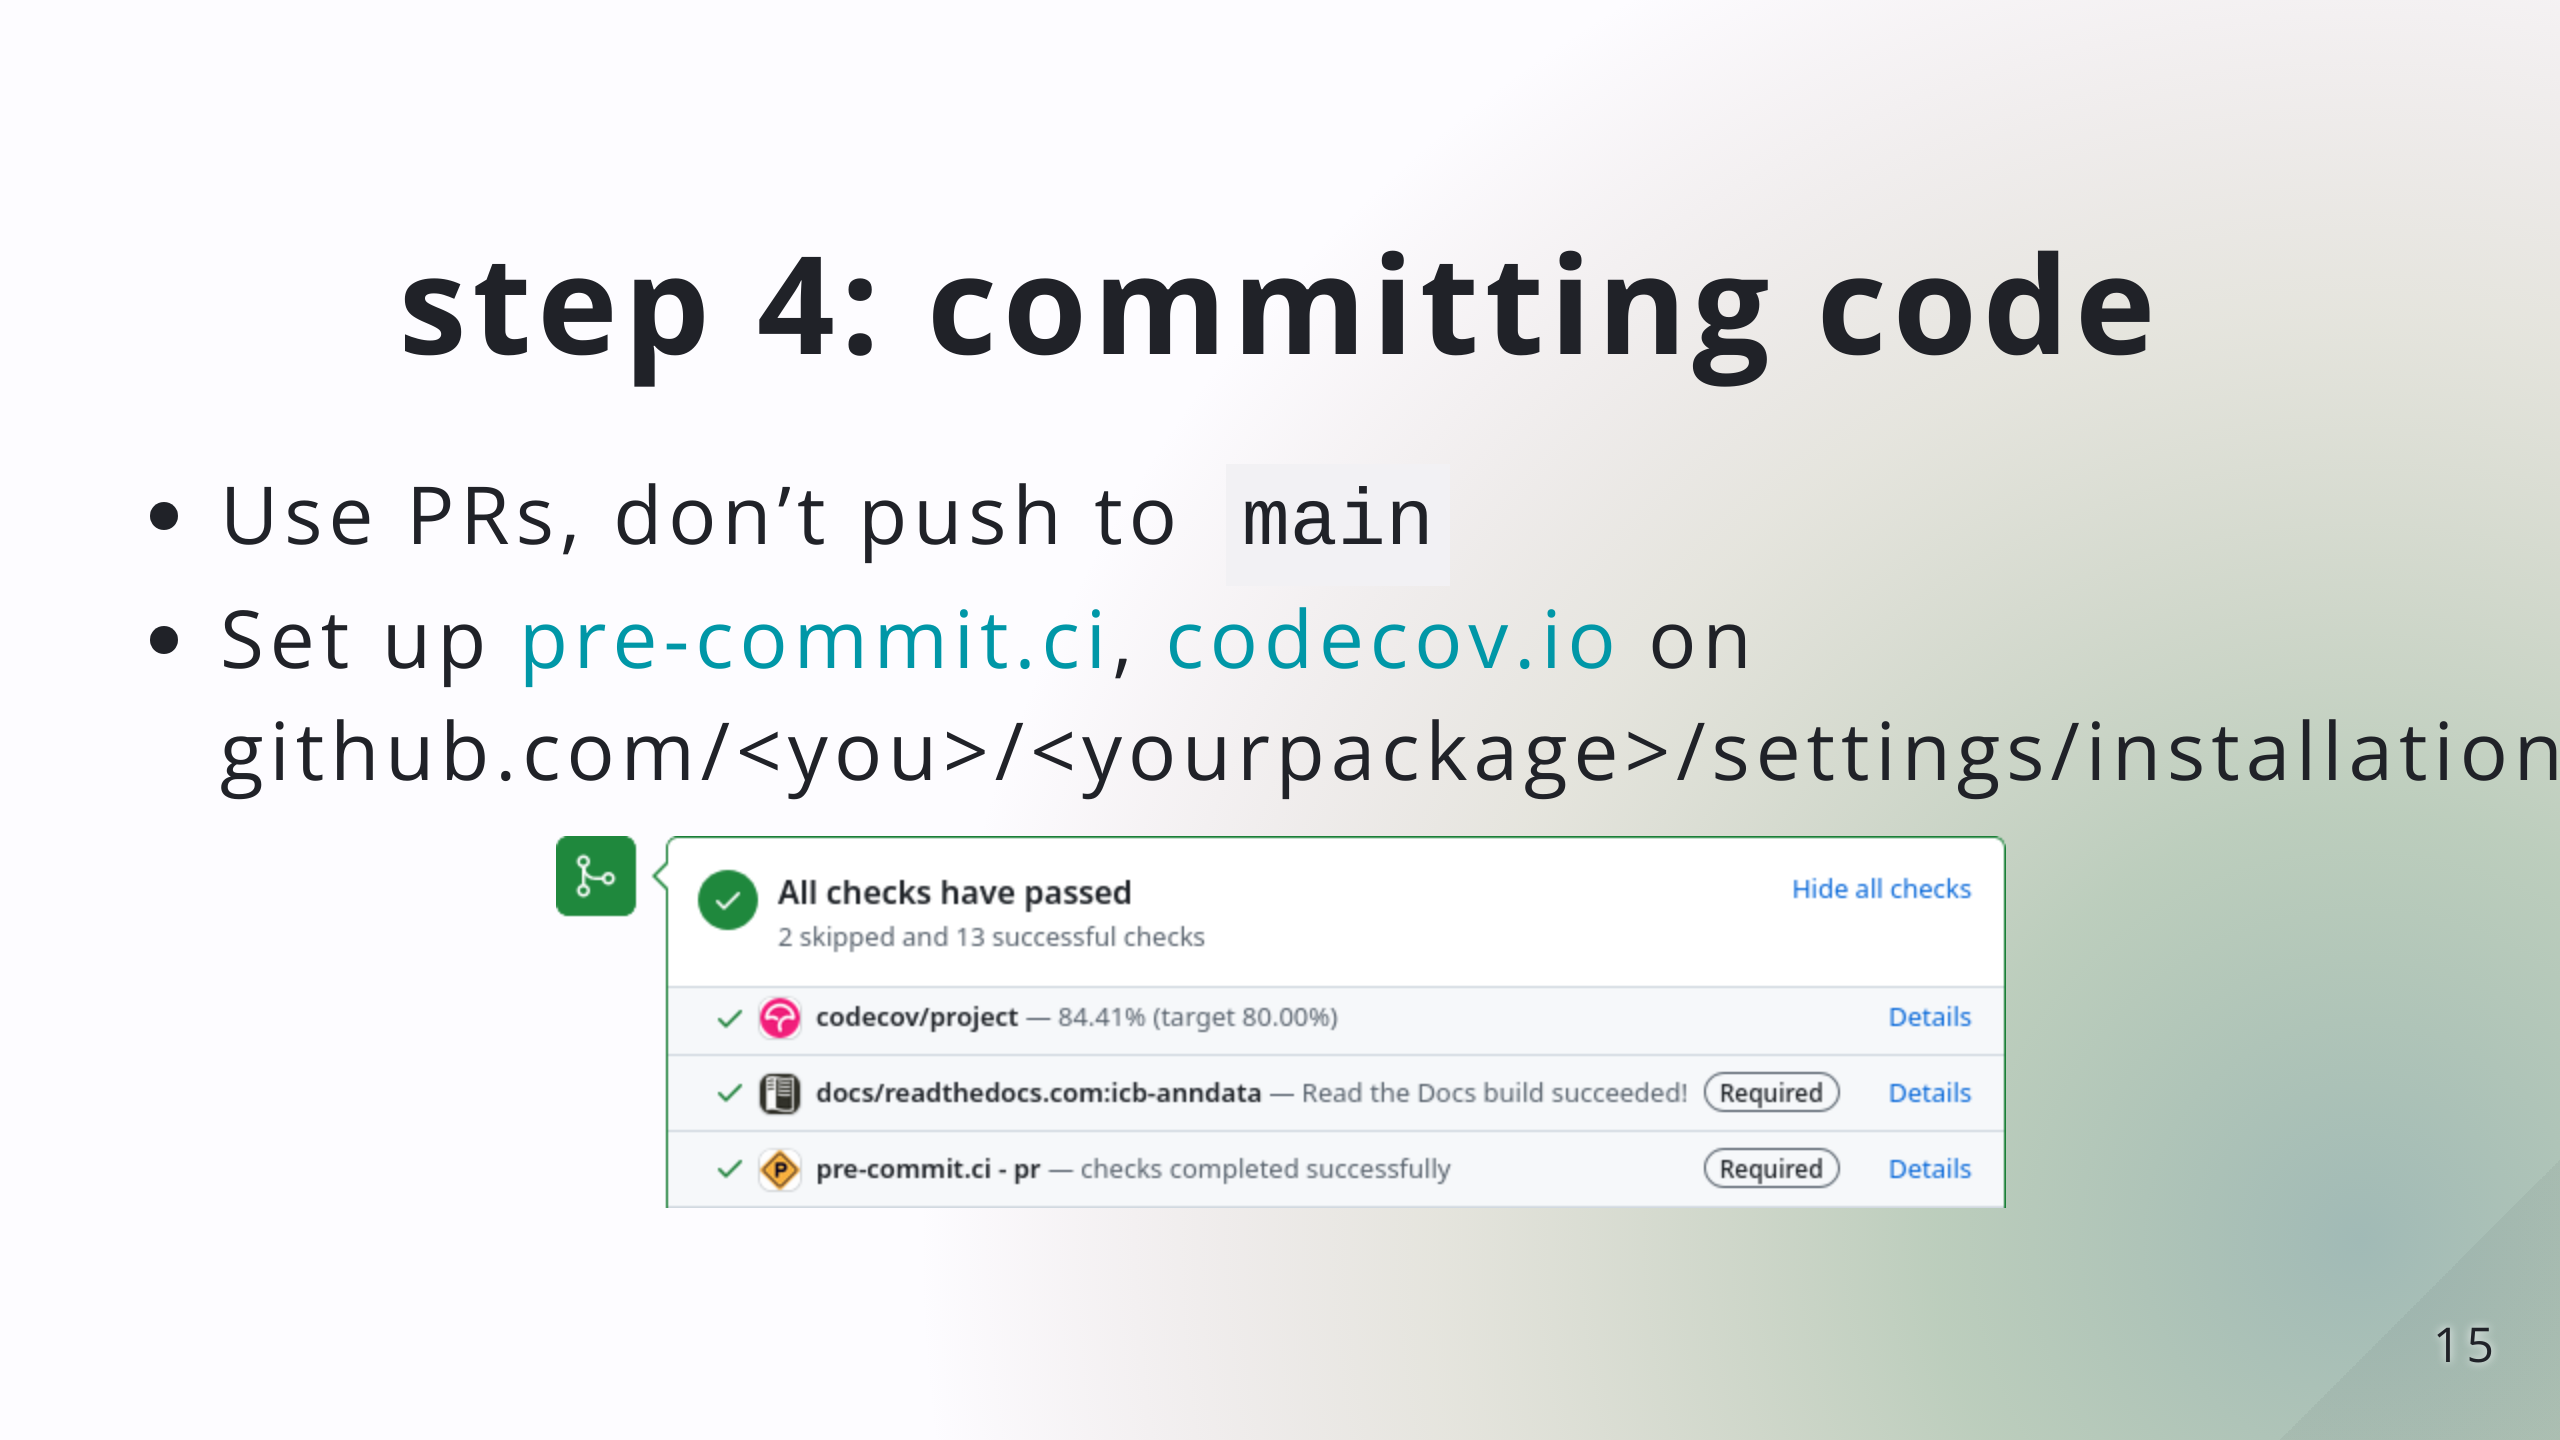 step 4: committing code
• Use PRs, don’t push to main
• Set up pre-commit.ci, codecov.io on
github.com/<you>/<yourpackage>/settings/installation
All checks have passed
Hide all checks
2 skipped and 13 successful checks
codecov/project — 84.41% (target 80.00%) Details
docs/readthedocs.com:icb-anndata — Read the Docs build succeeded! Required Details
pre-commit.ci - pr — checks completed successfully Required Details
15